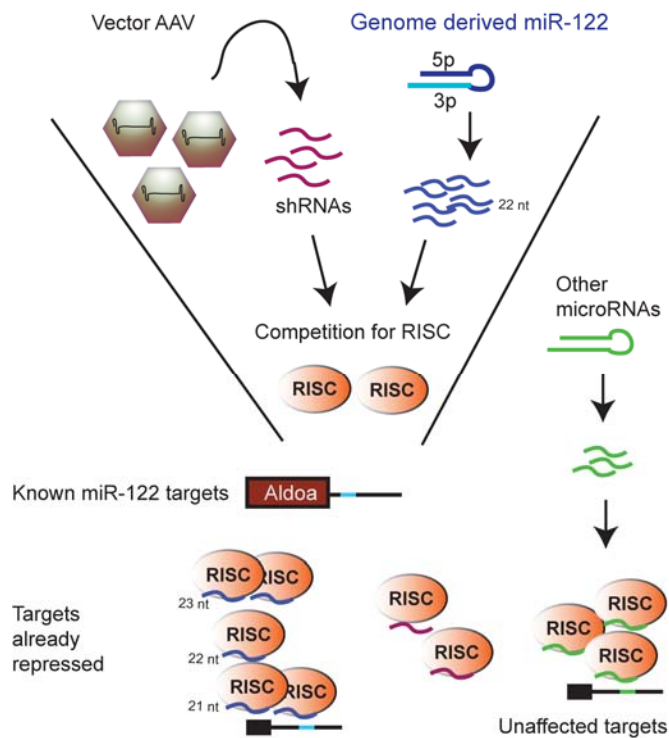 Vector AAV
Genome derived miR-122
5p
3p
shRNAs
22 nt
Competition for RISC
RISC
RISC
Other
microRNAs
Known miR-122 targets
Aldoa
Targets
already
repressed
RISC
RISC
23 nt
RISC
22 nt
RISC
RISC
21 nt
RISC
RISC
RISC
RISC
RISC
Unaffected targets